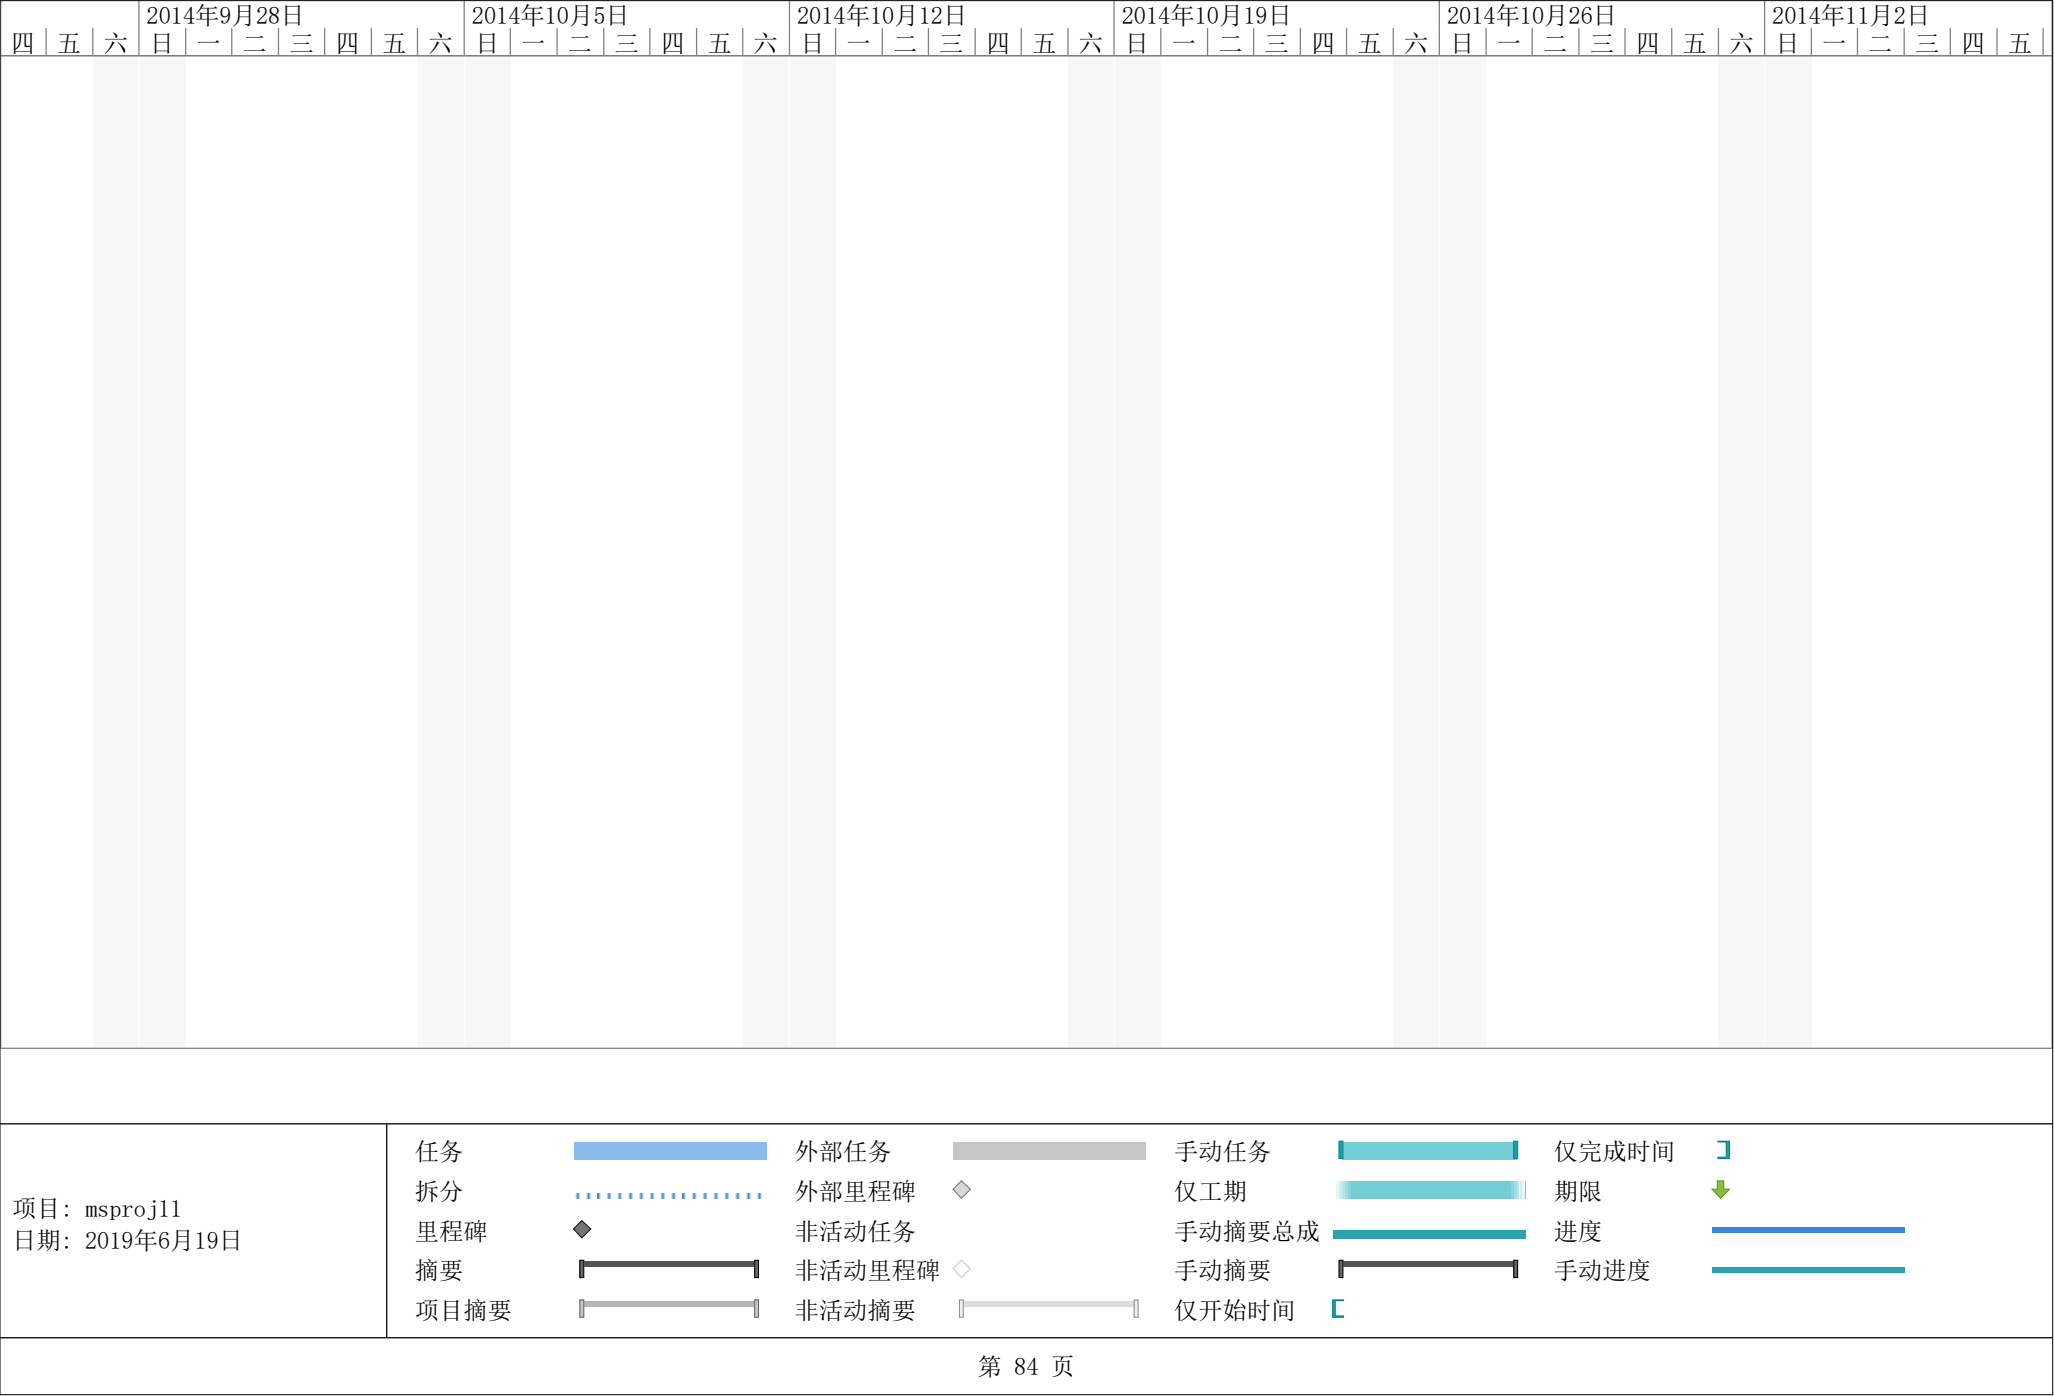 2014年9月28日 2014年10月5日 2014年10月12日 2014年10月19日 2014年10月26日 2014年11月2日
四 五 六 日 一 二 三 四 五 六 日 一 二 三 四 五 六 日 一 二 三 四 五 六 日 一 二 三 四 五 六 日 一 二 三 四 五 六 日 一 二 三 四 五
任务 外部任务 手动任务 仅完成时间
拆分 外部里程碑 仅工期 期限
项目: msproj11
日期: 2019年6月19日
里程碑 非活动任务 手动摘要总成 进度
摘要 非活动里程碑 手动摘要 手动进度
项目摘要 非活动摘要 仅开始时间
第 84 页